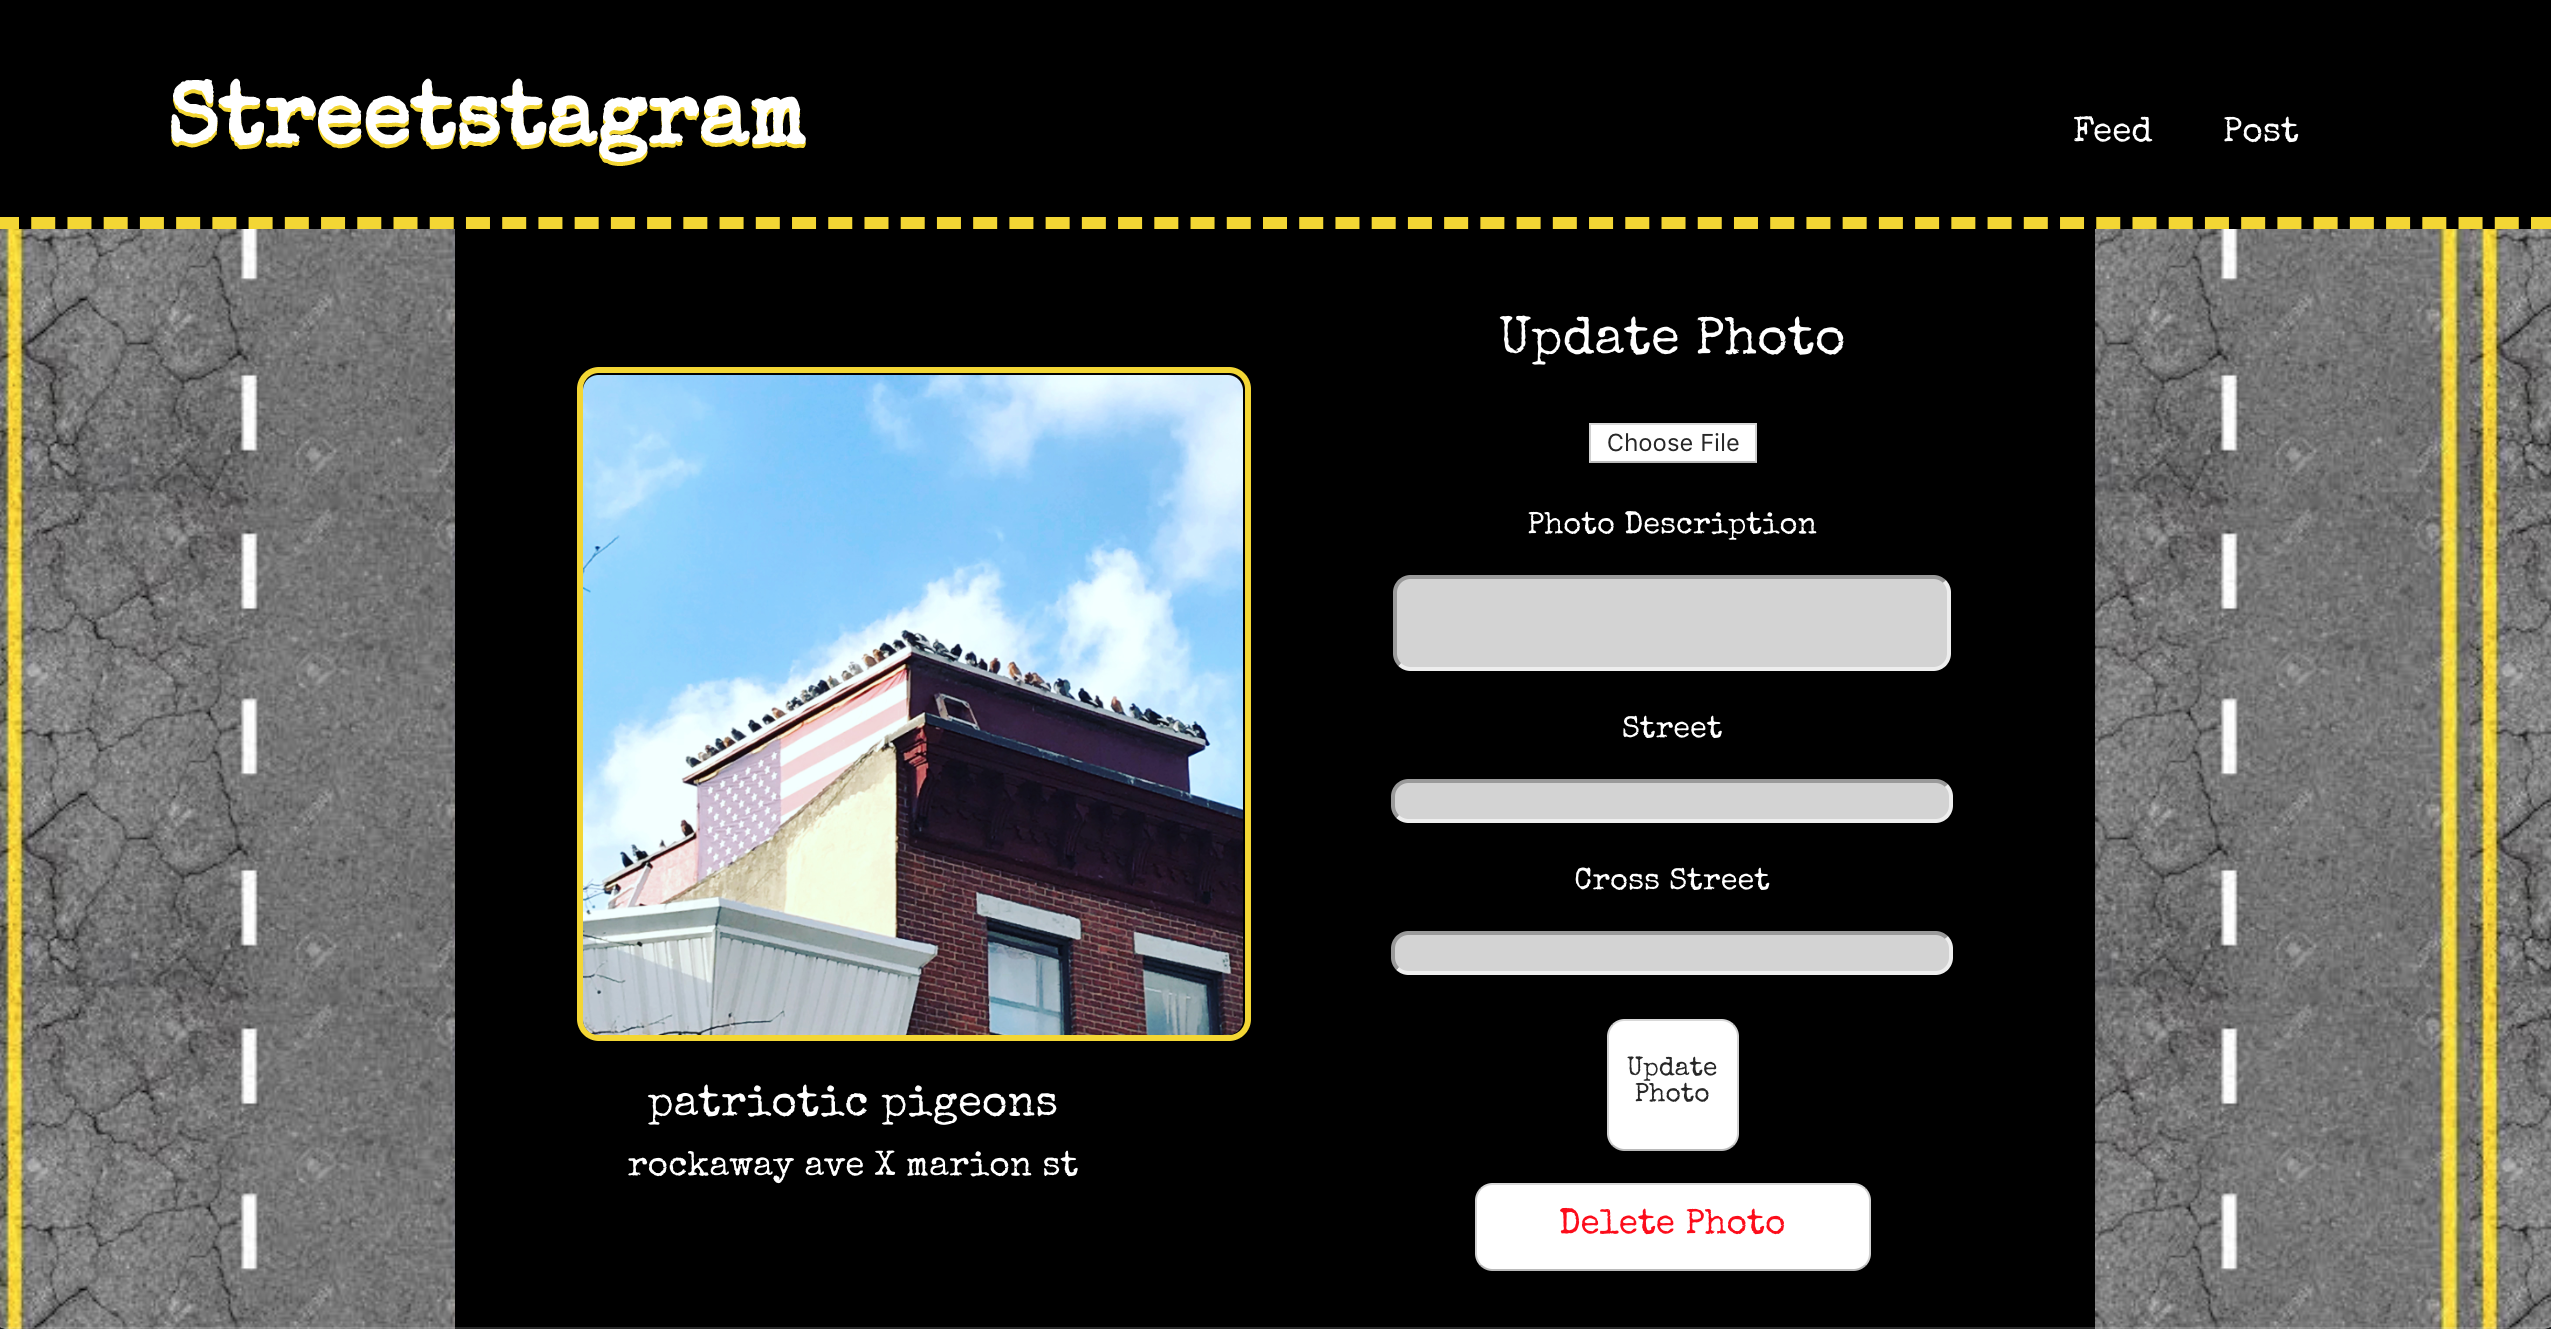 Streetstagram
Feed
Post
Update Photo
Choose File
Photo Description
Street
Cross Street
Update
Photo
Delete Photo
patriotic pigeons
rockaway ave X marion st